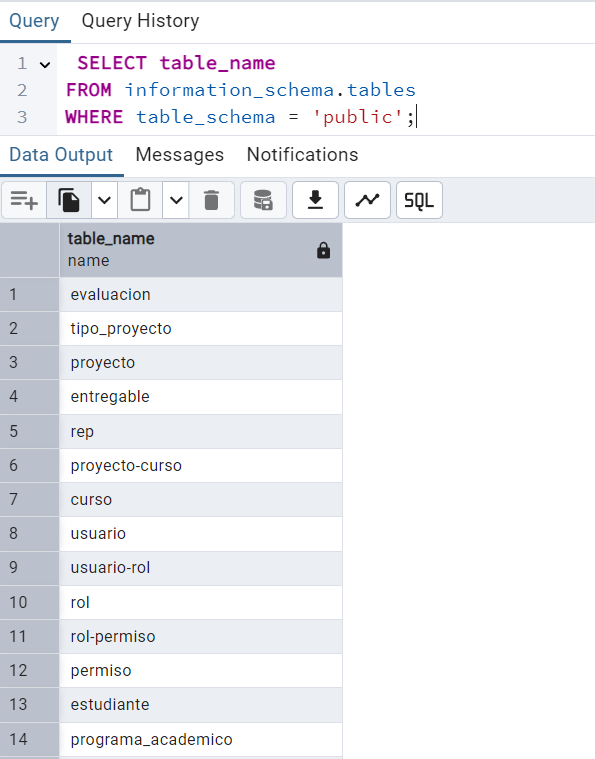 Query Query History
1 SELECT table_name
2 FROM information_schema.tables
3 WHERE table_schema = 'public';
Data Output Messages Notifications
SQL
table_name
name
1 evaluacion
2 tipo_proyecto
3 proyecto
4 entregable
5 rep
6 proyecto-curso
7 curso
8 usuario
9 usuario-rol
10 rol
11 rol-permiso
12 permiso
13 estudiante
14 programa_academico